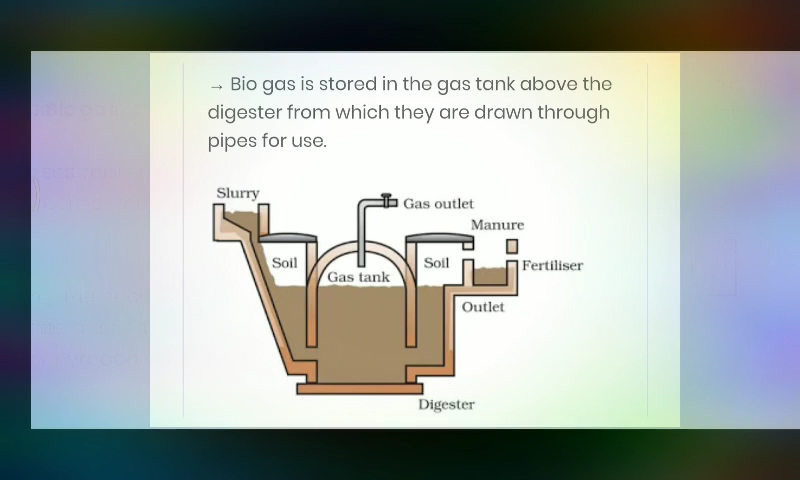 → Bio gas is stored in the gas tank above the
digester from which they are drawn through
pipes for use.
Slurry
Gas outlet
Manure
Soil
Gas tank
Soil
Fertiliser
Outlet
Digester